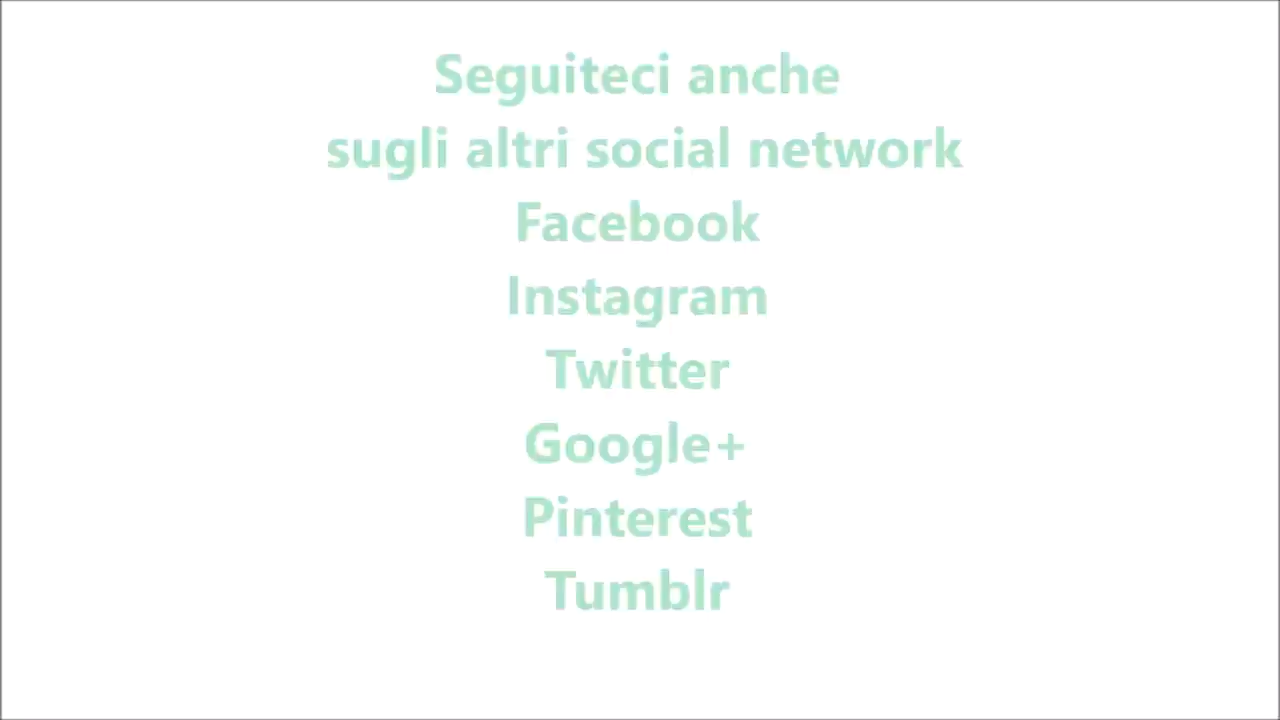 Seguiteci anche
sugli altri social network
Facebook
Instagram
Twitter
Google+
Pinterest
Tumblr